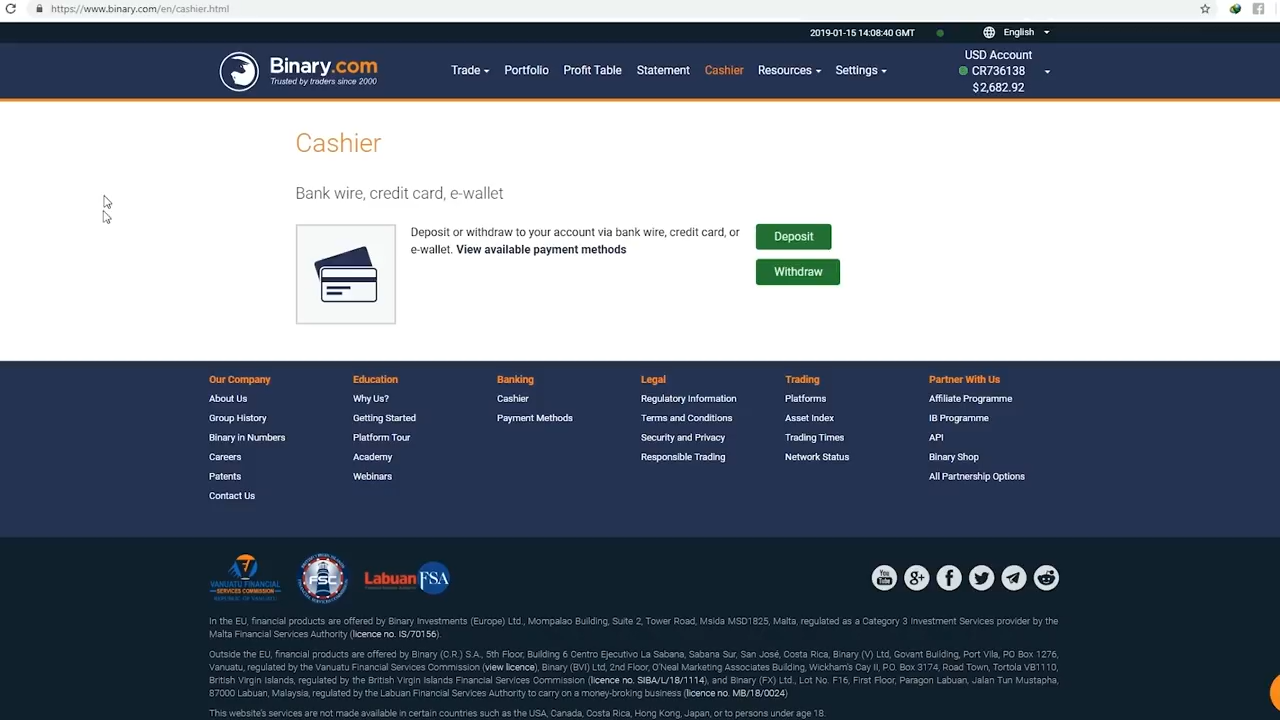 https://www.binary.com/en/cashier.html
2019-01-15 14:08:40 GMT
English
Binary.com
Trusted by traders since 2000
Trade
Portfolio
Profit Table
Statement
Cashier
Resources
Settings
USD Account
CR736138
$2,682.92
Cashier
Bank wire, credit card, e-wallet
Deposit or withdraw to your account via bank wire, credit card, or
e-wallet. View available payment methods
Deposit
Withdraw
Our Company
About Us
Group History
Binary in Numbers
Careers
Patents
Contact Us
Education
Why Us?
Getting Started
Platform Tour
Academy
Webinars
Banking
Cashier
Payment Methods
Legal
Regulatory Information
Terms and Conditions
Security and Privacy
Responsible Trading
Trading
Platforms
Asset Index
Trading Times
Network Status
Partner With Us
Affiliate Programme
IB Programme
API
Binary Shop
All Partnership Options
VANUATU FINANCIAL
SERVICES COMMISSION
REPUBLIC OF VANUATU
FSC
Labuan FSA
You
Tube
g+
In the EU, financial products are offered by Binary Investments (Europe) Ltd., Mompalao Building, Suite 2, Tower Road, Msida MSD1825, Malta, regulated as a Category 3 Investment Services provider by the
Malta Financial Services Authority (licence no. IS/70156).
Outside the EU, financial products are offered by Binary (C.R.) S.A., 5th Floor, Building 6 Centro Ejecutivo La Sabana, Sabana Sur, San José, Costa Rica, Binary (V) Ltd, Govant Building, Port Vila, PO Box 1276,
Vanuatu, regulated by the Vanuatu Financial Services Commission (view licence), Binary (BVI) Ltd, 2nd Floor, O'Neal Marketing Associates Building, Wickham's Cay II, P.O. Box 3174, Road Town, Tortola VB1110,
British Virgin Islands, regulated by the British Virgin Islands Financial Services Commission (licence no. SIBA/L/18/1114), and Binary (FX) Ltd., Lot No. F16, First Floor, Paragon Labuan, Jalan Tun Mustapha,
87000 Labuan, Malaysia, regulated by the Labuan Financial Services Authority to carry on a money-broking business (licence no. MB/18/0024)
This website's services are not made available in certain countries such as the USA, Canada, Costa Rica, Hong Kong, Japan, or to persons under age 18.